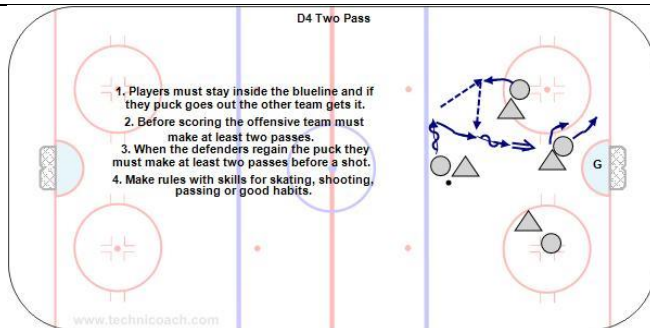 D4 Two Pass
1. Players must stay inside the blueline and if
they puck goes out the other team gets it.
2. Before scoring the offensive team must
make at least two passes.
3. When the defenders regain the puck they
must make at least two passes before a shot.
4. Make rules with skills for skating, shooting,
passing or good habits.
G
www.technicoach.com